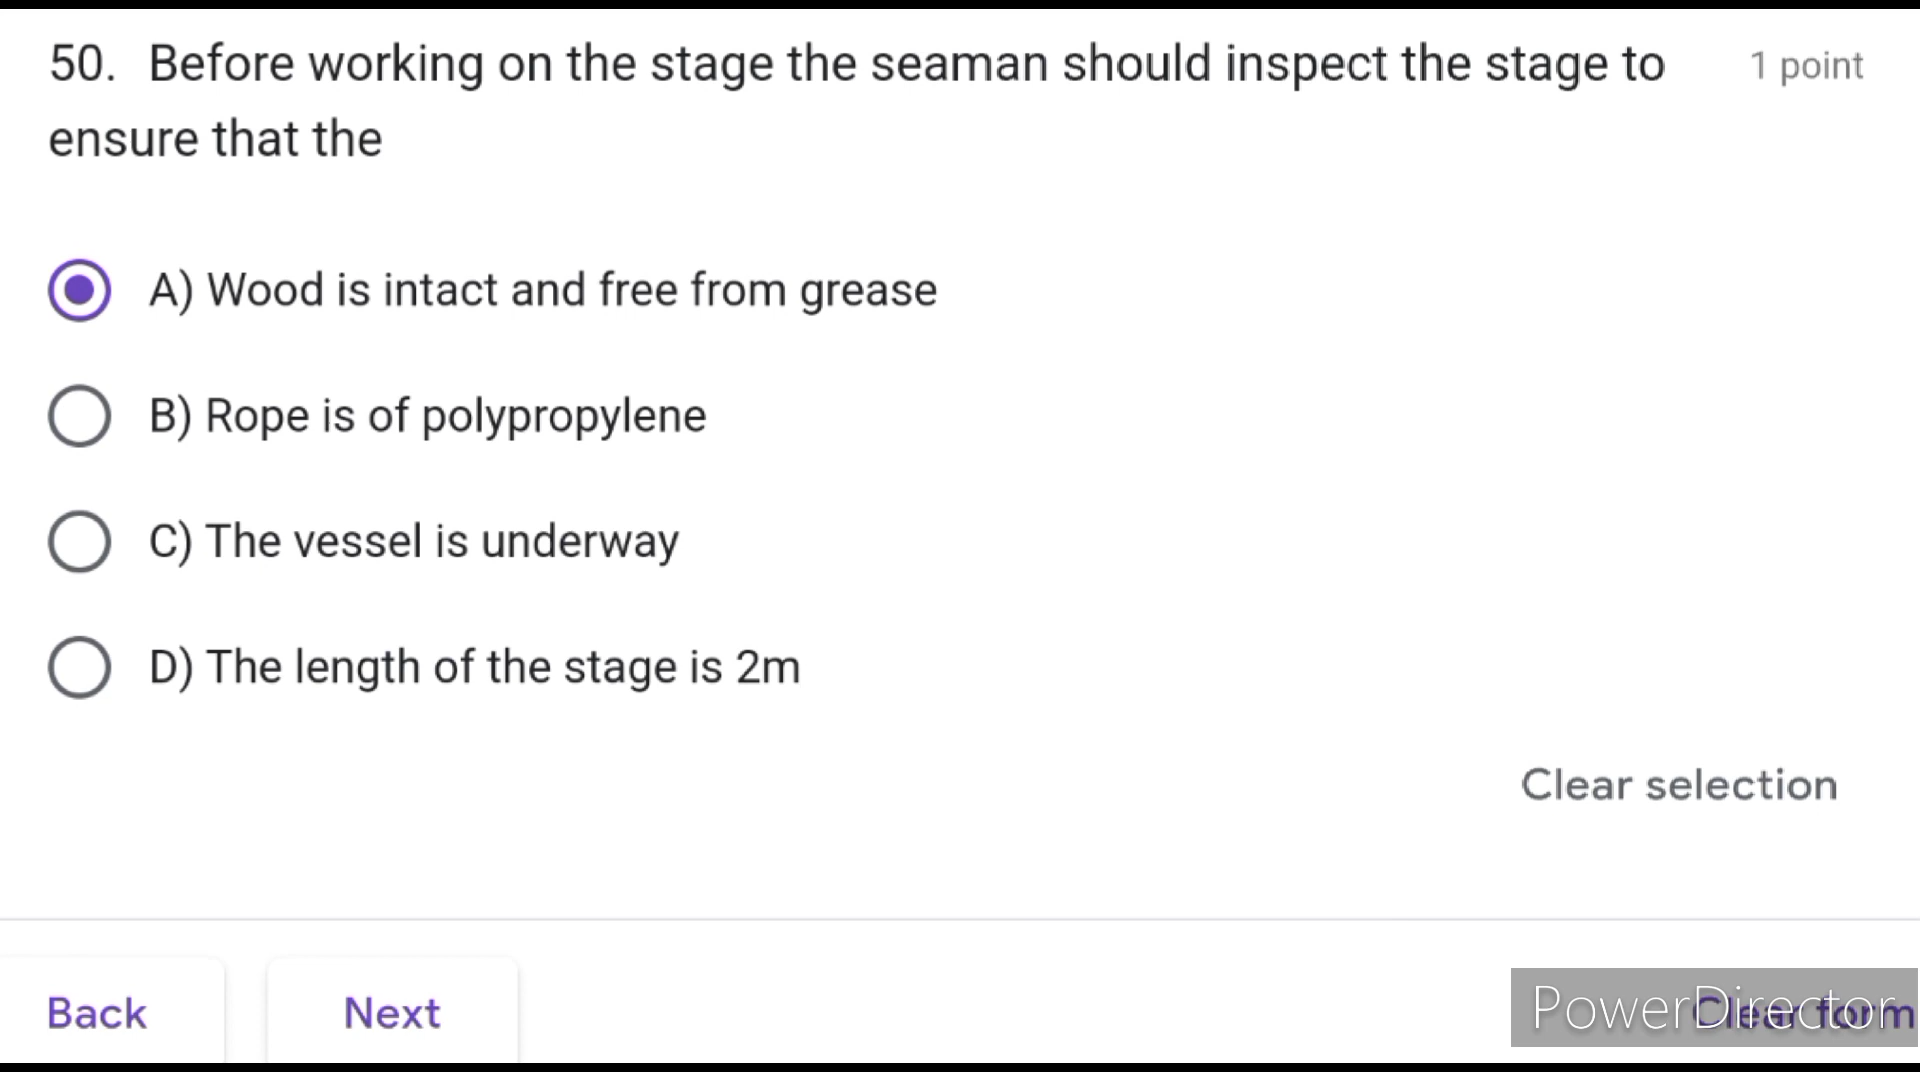 50. Before working on the stage the seaman should inspect the stage to
ensure that the
1 point
A) Wood is intact and free from grease
B) Rope is of polypropylene
C) The vessel is underway
D) The length of the stage is 2m
Clear selection
Back
Next
Clear form
PowerDirector